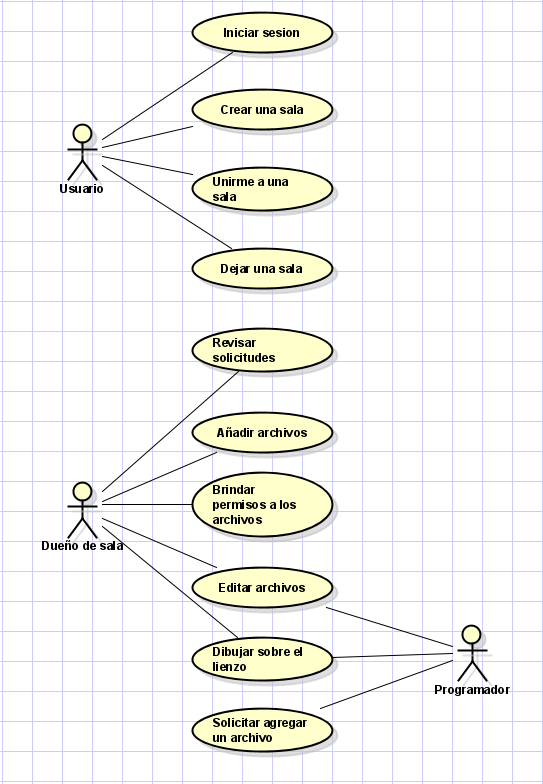 Iniciar sesion
Crear una sala
Usuario
Unirme a una
sala
Dejar una sala
Revisar
solicitudes
Añadir archivos
Brindar
permisos a los
archivos
Dueño de sala
Editar archivos
Dibujar sobre el
lienzo
Programador
Solicitar agregar
un archivo